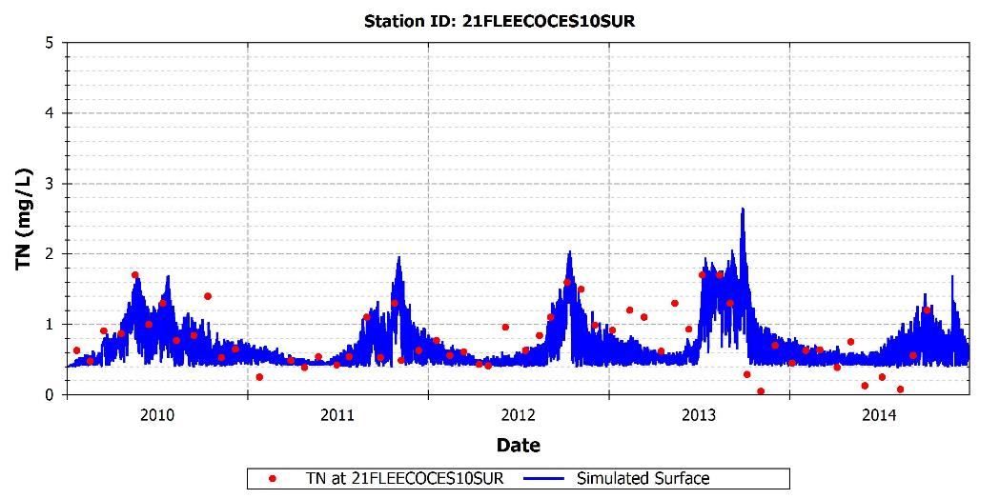 Station ID: 21FLEECOCES10SUR
5
4
3
2
1
0
TN (mg/L)
2010 2011 2012 2013 2014
Date
TN at 21FLEECOCES10SUR Simulated Surface